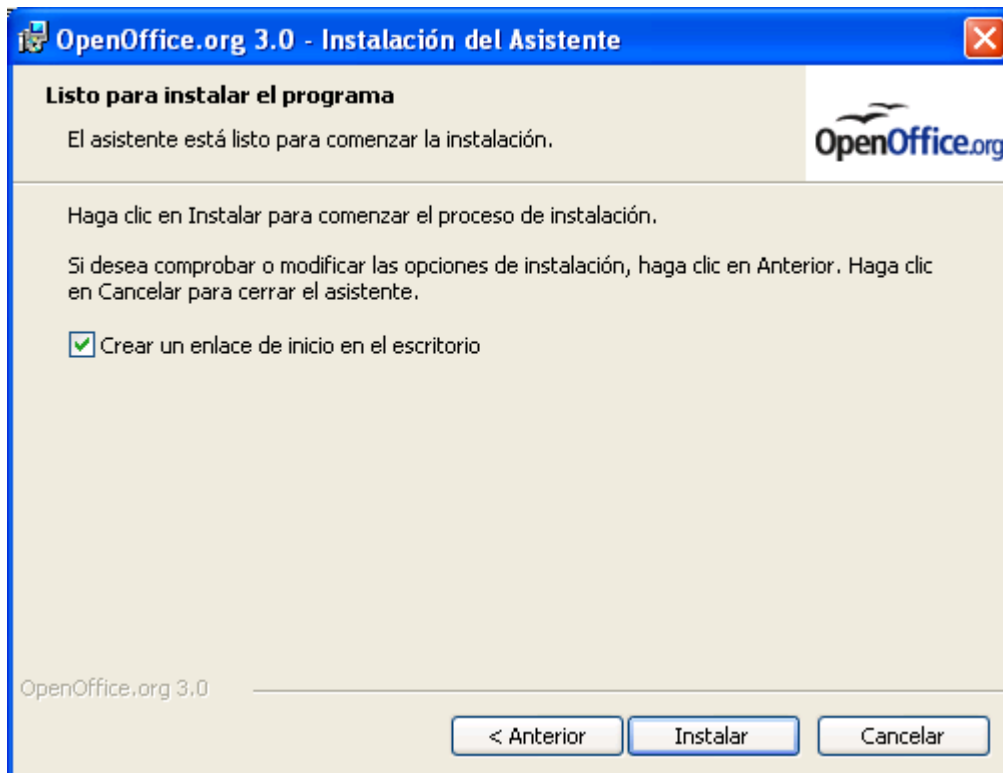 OpenOffice.org 3.0 - Instalación del Asistente
Listo para instalar el programa
El asistente está listo para comenzar la instalación.
OpenOffice.org
Haga clic en Instalar para comenzar el proceso de instalación.
Si desea comprobar o modificar las opciones de instalación, haga clic en Anterior. Haga clic
en Cancelar para cerrar el asistente.
Crear un enlace de inicio en el escritorio
OpenOffice.org 3.0
< Anterior
Instalar
Cancelar